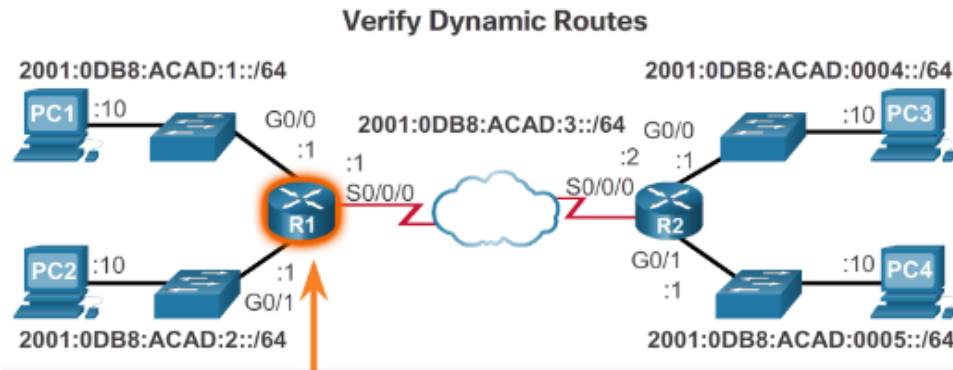 Verify Dynamic Routes
2001:0DB8:ACAD:1::/64
2001:0DB8:ACAD:0004::/64
PC1
:10
G0/0
:1
2001:0DB8:ACAD:3::/64
:1
S0/0/0
R1
:2
S0/0/0
G0/0
:1
R2
:10
PC3
PC2
:10
:1
G0/1
G0/1
:1
:10
PC4
2001:0DB8:ACAD:2::/64
2001:0DB8:ACAD:0005::/64